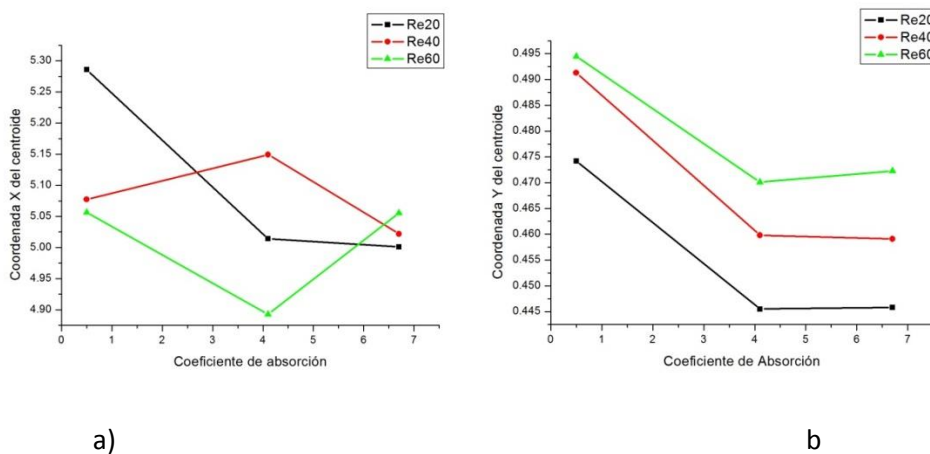 Re20
Re40
Re60
Coordenada X del centroide
5.30
5.25
5.20
5.15
5.10
5.05
5.00
4.95
4.90
0 1 2 3 4 5 6 7
Coeficiente de absorción
a)
Re20
Re40
Re60
Coordenada Y del centroide
0.495
0.490
0.485
0.480
0.475
0.470
0.465
0.460
0.455
0.450
0.445
0 1 2 3 4 5 6 7
Coeficiente de Absorción
b